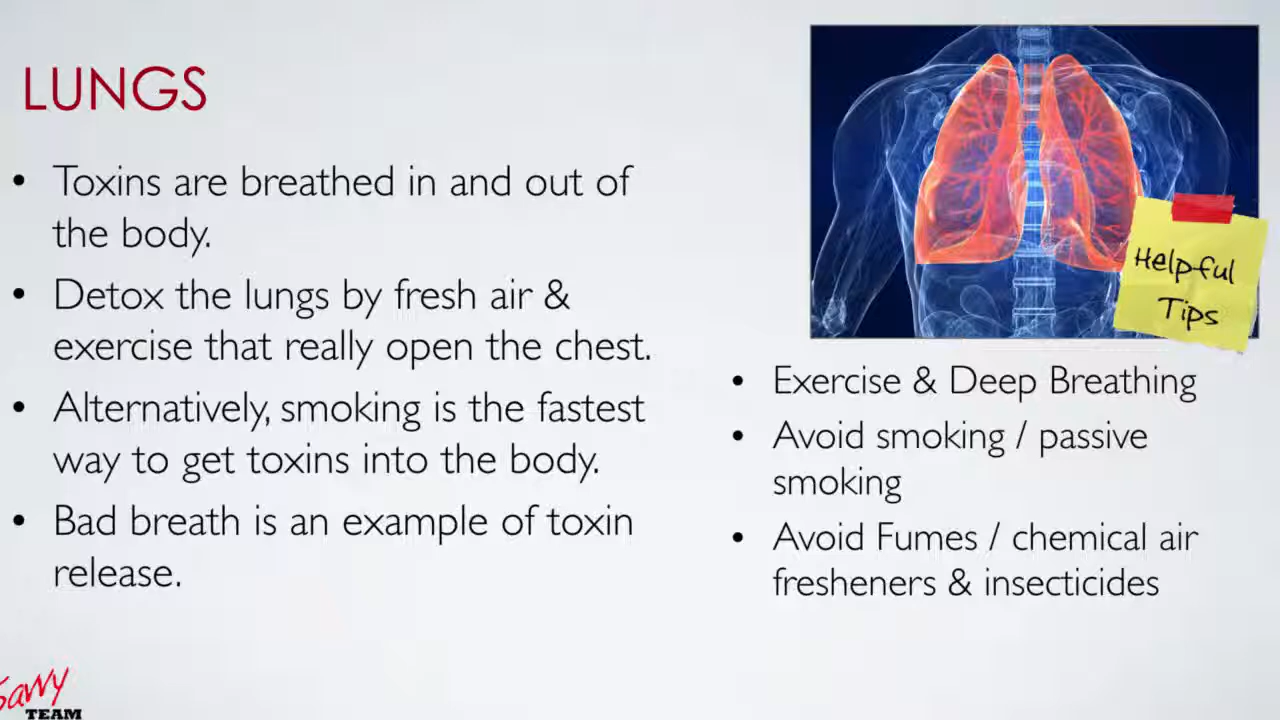 LUNGS
• Toxins are breathed in and out of
the body.
• Detox the lungs by fresh air &
exercise that really open the chest.
• Alternatively, smoking is the fastest
way to get toxins into the body.
• Bad breath is an example of toxin
release.
Helpful
Tips
• Exercise & Deep Breathing
• Avoid smoking / passive
smoking
• Avoid Fumes / chemical air
fresheners & insecticides
Savvy
TEAM